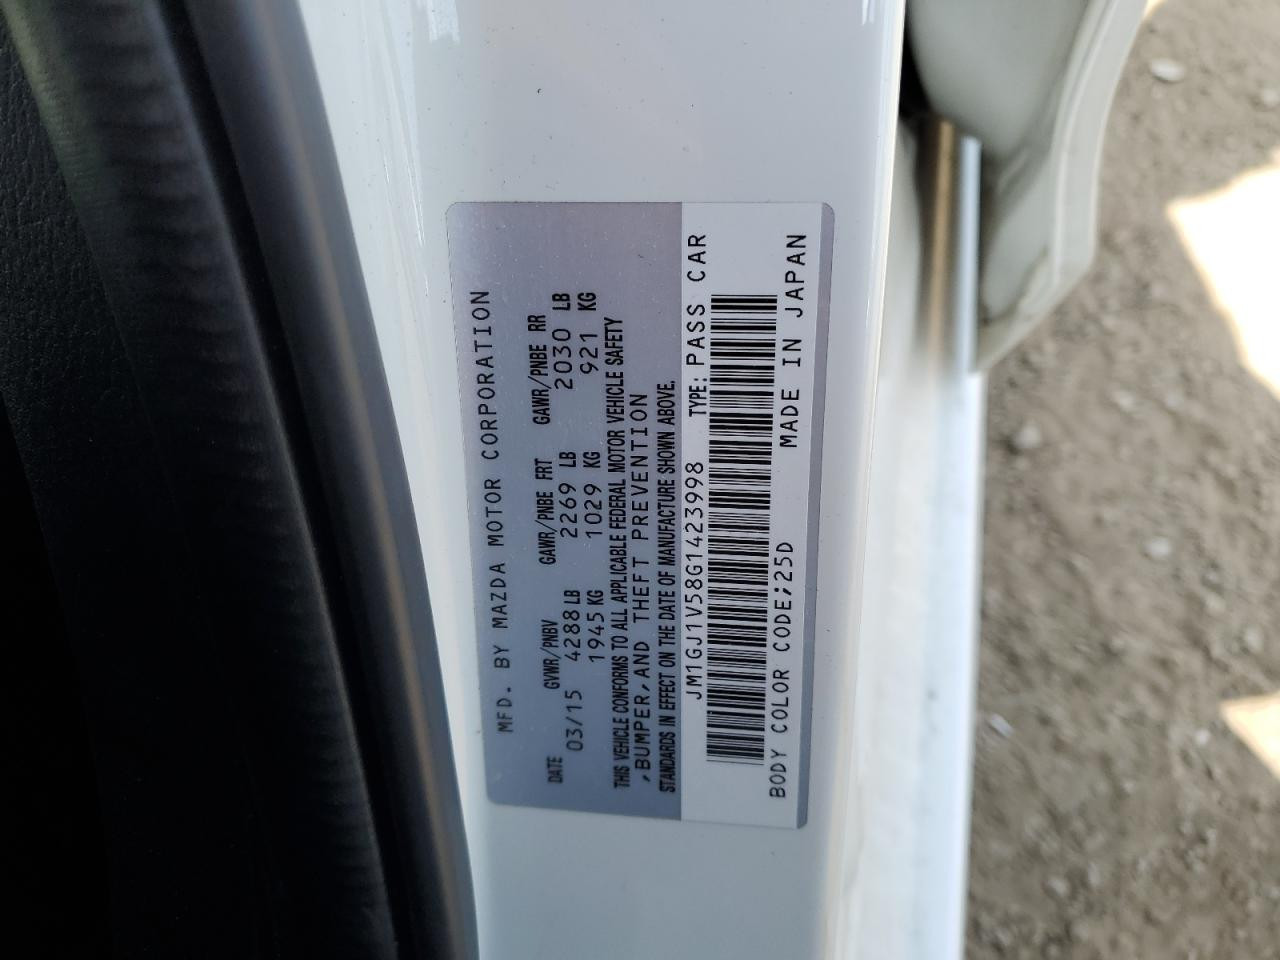 MFD. BY MAZDA MOTOR CORPORATION
DATE GVWR/PNBV GAWR/PNBE FRT GAWR/PNBE RR
03/15 4288 LB 2269 LB 2030 LB
1945 KG 1029 KG 921 KG
THIS VEHICLE CONFORMS TO ALL APPLICABLE FEDERAL MOTOR VEHICLE SAFETY
,BUMPER,AND THEFT PREVENTION
STANDARDS IN EFFECT ON THE DATE OF MANUFACTURE SHOWN ABOVE.
JM1GJ1V58G1423998 TYPE: PASS CAR
BODY COLOR CODE;25D MADE IN JAPAN